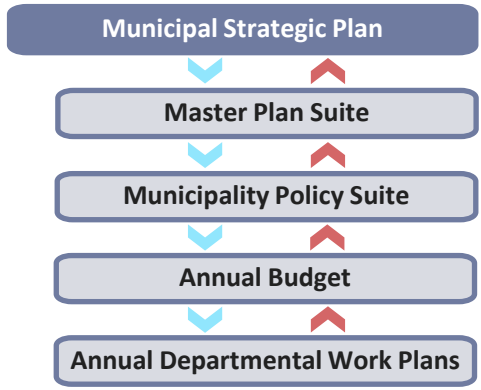 Municipal Strategic Plan
Master Plan Suite
Municipality Policy Suite
Annual Budget
Annual Departmental Work Plans